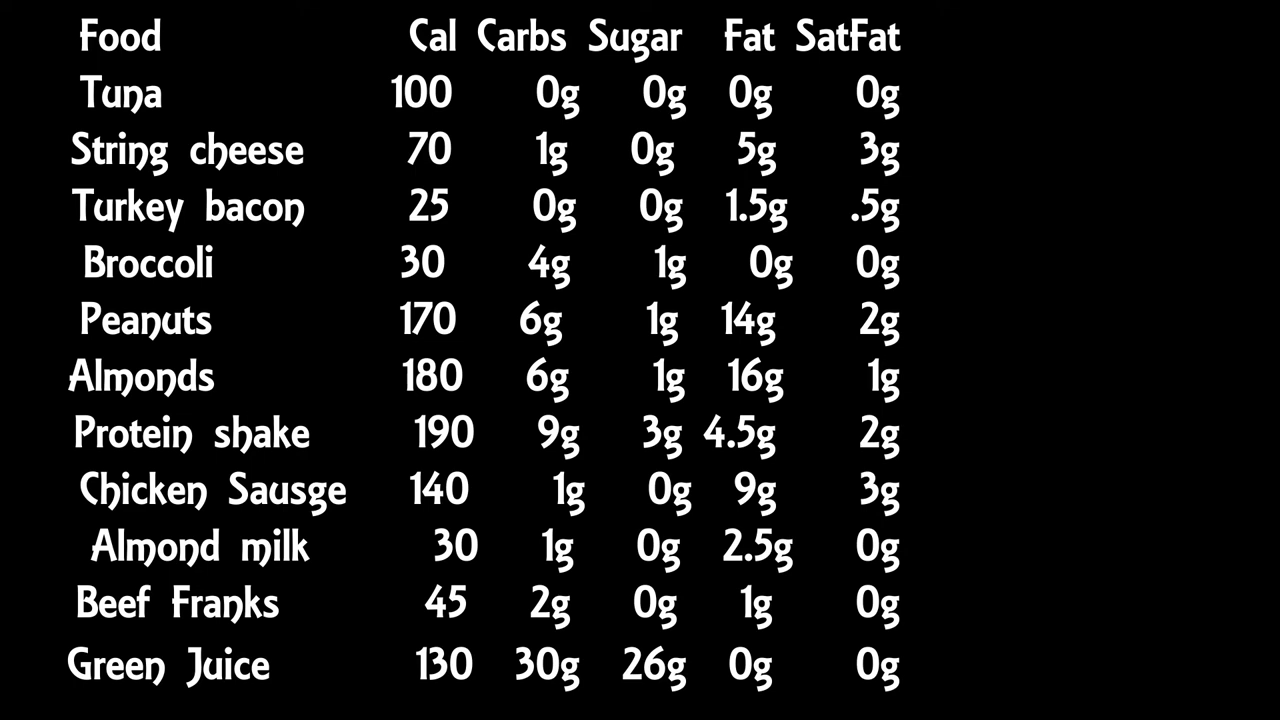 Food Cal Carbs Sugar Fat SatFat
Tuna 100 0g 0g 0g 0g
String cheese 70 1g 0g 5g 3g
Turkey bacon 25 0g 0g 1.5g .5g
Broccoli 30 4g 1g 0g 0g
Peanuts 170 6g 1g 14g 2g
Almonds 180 6g 1g 16g 1g
Protein shake 190 9g 3g 4.5g 2g
Chicken Sausge 140 1g 0g 9g 3g
Almond milk 30 1g 0g 2.5g 0g
Beef Franks 45 2g 0g 1g 0g
Green Juice 130 30g 26g 0g 0g